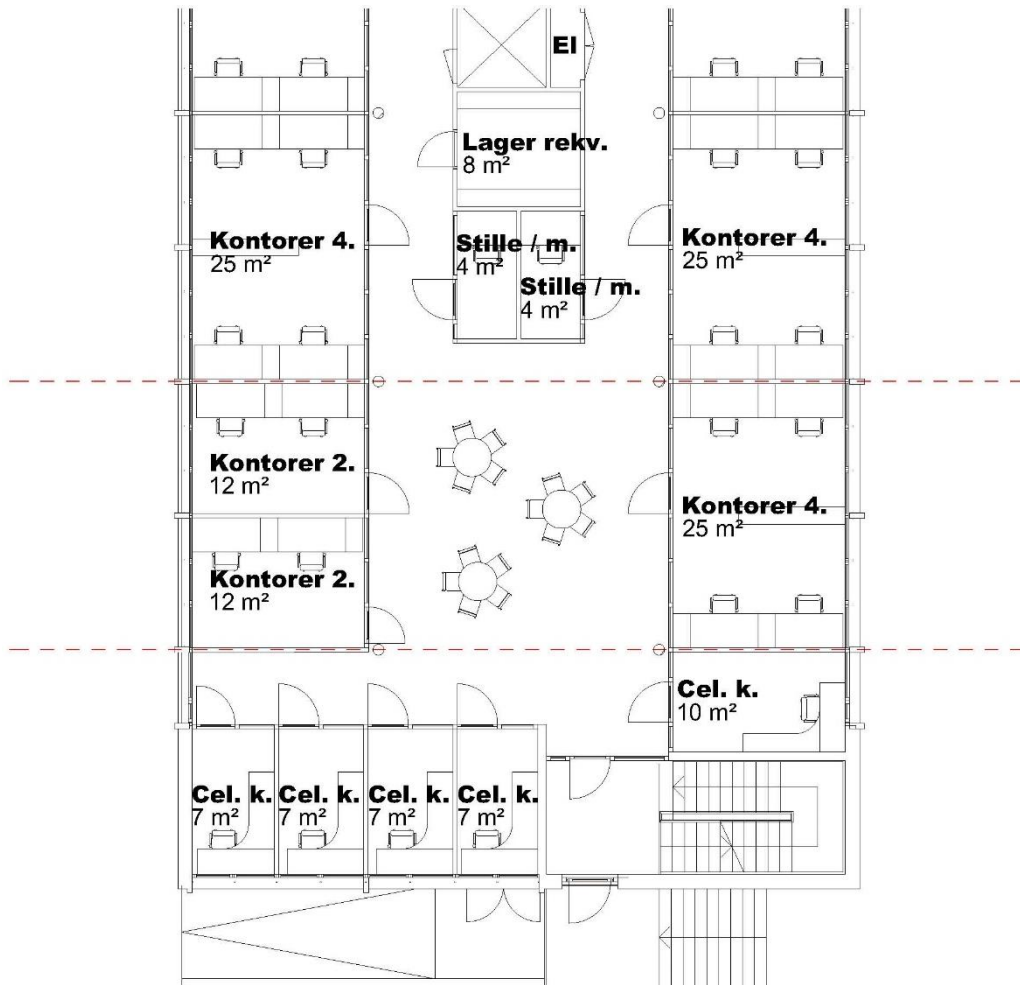 El
Lager rekv.
8 m²
Kontorer 4.
25 m²
Stille / m.
4 m²
Stille / m.
4 m²
Kontorer 4.
25 m²
Kontorer 2.
12 m²
Kontorer 4.
25 m²
Kontorer 2.
12 m²
Cel. k.
10 m²
Cel. k.
7 m²
Cel. k.
7 m²
Cel. k.
7 m²
Cel. k.
7 m²